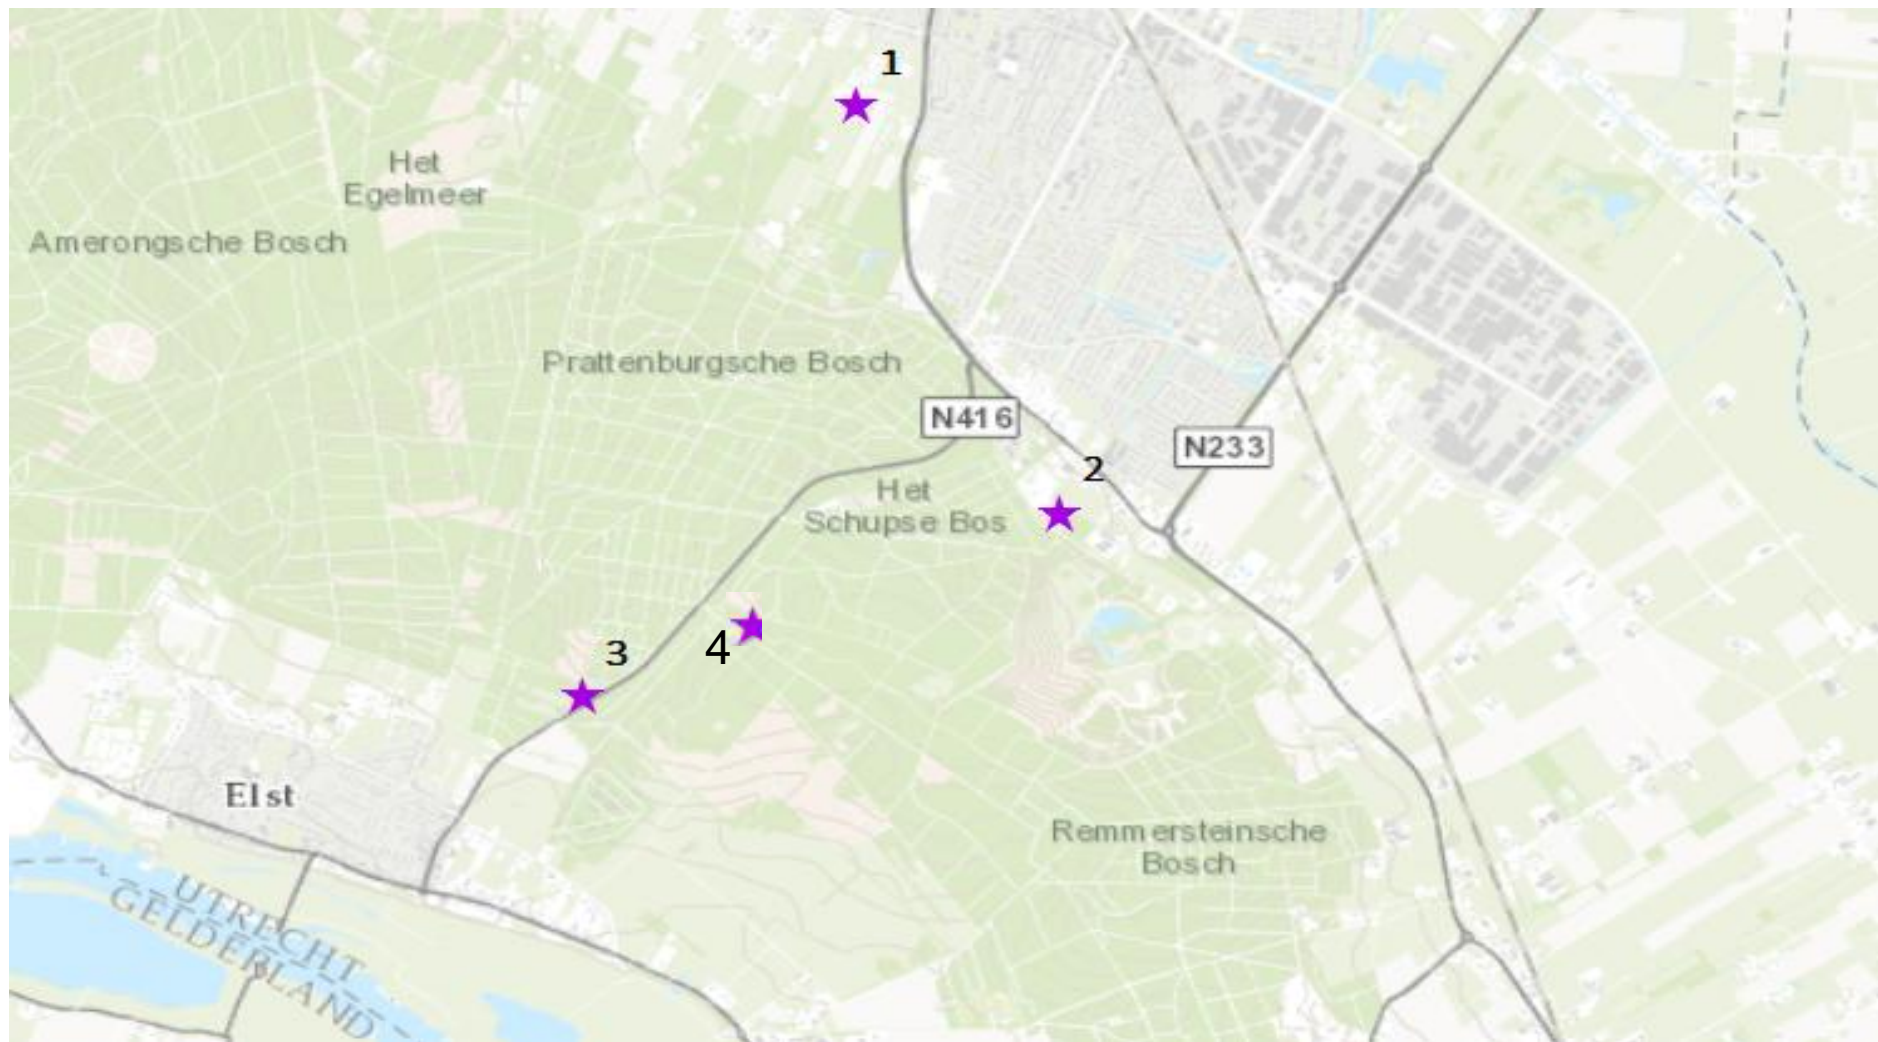 1
Het
Egelmeer
Amerongsche Bosch
Prattenburgsche Bosch
N416
N233
2
Het
Schupse Bos
3
4
Elst
Remmersteinsche
Bosch
UTRECHT
GELDERLAND